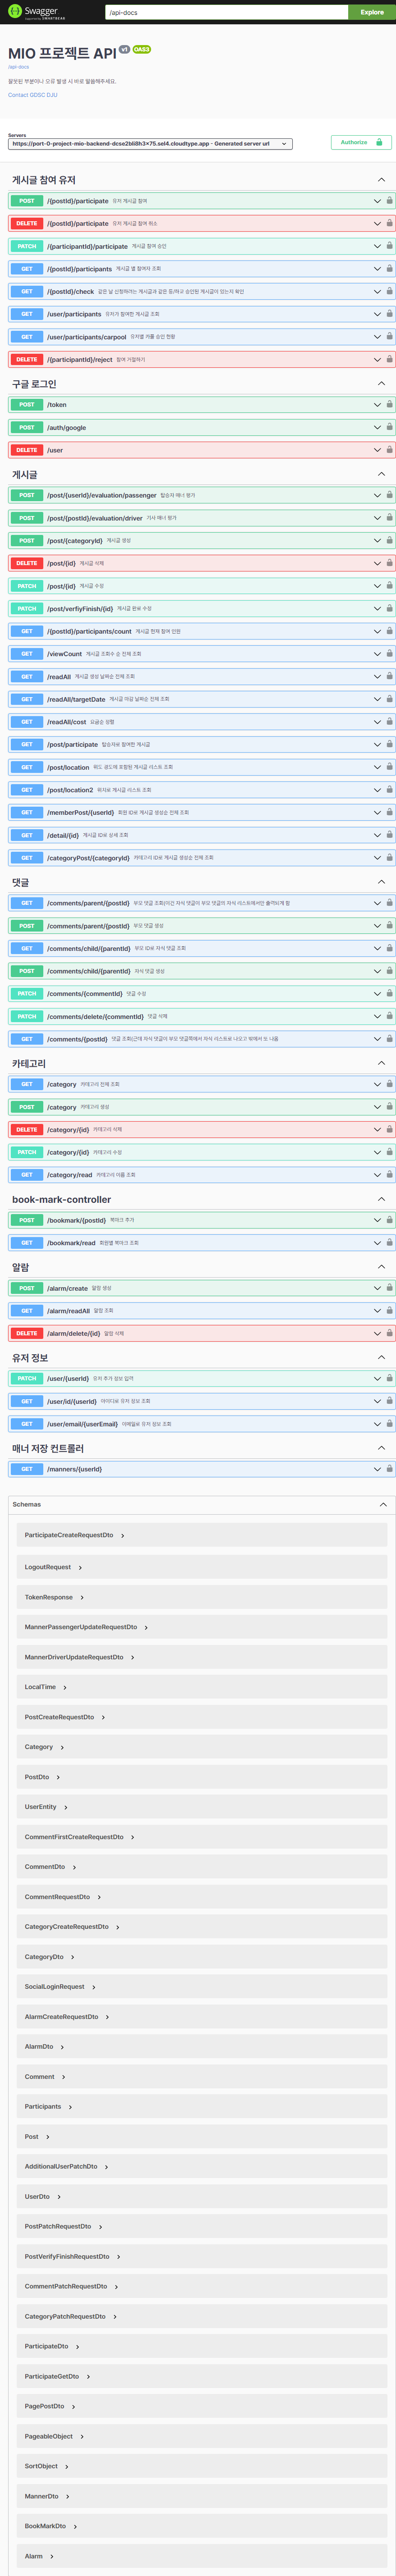 Swagger
Supported by SMARTBEAR
/api-docs
Explore
MIO 프로젝트 API v1 OAS3
/api-docs
잘못된 부분이나 오류 발생 시 바로 말씀해주세요.
Contact GDSC DJU
Servers
https://port-0-project-mio-backend-dcse2bli8h3x75.sel4.cloudtype.app - Generated server url
Authorize
게시글 참여 유저
POST /{postId}/participate 유저 게시글 참여
DELETE /{postId}/participate 유저 게시글 참여 취소
PATCH /{participantId}/participate 게시글 참여 승인
GET /{postId}/participants 게시글 별 참여자 조회
GET /{postId}/check 같은 날 신청하려는 게시글과 같은 등/하교 승인된 게시글이 있는지 확인
GET /user/participants 유저가 참여한 게시글 조회
GET /user/participants/carpool 유저별 카풀 승인 현황
DELETE /{participantId}/reject 참여 거절하기
구글 로그인
POST /token
POST /auth/google
DELETE /user
게시글
POST /post/{userId}/evaluation/passenger 탑승자 매너 평가
POST /post/{postId}/evaluation/driver 기사 매너 평가
POST /post/{categoryId} 게시글 생성
DELETE /post/{id} 게시글 삭제
PATCH /post/{id} 게시글 수정
PATCH /post/verfiyFinish/{id} 게시글 완료 수정
GET /{postId}/participants/count 게시글 현재 참여 인원
GET /viewCount 게시글 조회수 순 전체 조회
GET /readAll 게시글 생성 날짜순 전체 조회
GET /readAll/targetDate 게시글 마감 날짜순 전체 조회
GET /readAll/cost 요금순 정렬
GET /post/participate 탑승자로 참여한 게시글
GET /post/location 위도 경도에 포함된 게시글 리스트 조회
GET /post/location2 위치로 게시글 리스트 조회
GET /memberPost/{userId} 회원 ID로 게시글 생성순 전체 조회
GET /detail/{id} 게시글 ID로 상세 조회
GET /categoryPost/{categoryId} 카테고리 ID로 게시글 생성순 전체 조회
댓글
GET /comments/parent/{postId} 부모 댓글 조회(이건 자식 댓글이 부모 댓글의 자식 리스트에서만 출력되게 함
POST /comments/parent/{postId} 부모 댓글 생성
GET /comments/child/{parentId} 부모 ID로 자식 댓글 조회
POST /comments/child/{parentId} 자식 댓글 생성
PATCH /comments/{commentId} 댓글 수정
PATCH /comments/delete/{commentId} 댓글 삭제
GET /comments/{postId} 댓글 조회(근데 자식 댓글이 부모 댓글쪽에서 자식 리스트로 나오고 밖에서 또 나옴
카테고리
GET /category 카테고리 전체 조회
POST /category 카테고리 생성
DELETE /category/{id} 카테고리 삭제
PATCH /category/{id} 카테고리 수정
GET /category/read 카테고리 이름 조회
book-mark-controller
POST /bookmark/{postId} 북마크 추가
GET /bookmark/read 회원별 북마크 조회
알람
POST /alarm/create 알람 생성
GET /alarm/readAll 알람 조회
DELETE /alarm/delete/{id} 알람 삭제
유저 정보
PATCH /user/{userId} 유저 추가 정보 입력
GET /user/id/{userId} 아이디로 유저 정보 조회
GET /user/email/{userEmail} 이메일로 유저 정보 조회
매너 저장 컨트롤러
GET /manners/{userId}
Schemas
ParticipateCreateRequestDto
LogoutRequest
TokenResponse
MannerPassengerUpdateRequestDto
MannerDriverUpdateRequestDto
LocalTime
PostCreateRequestDto
Category
PostDto
UserEntity
CommentFirstCreateRequestDto
CommentDto
CommentRequestDto
CategoryCreateRequestDto
CategoryDto
SocialLoginRequest
AlarmCreateRequestDto
AlarmDto
Comment
Participants
Post
AdditionalUserPatchDto
UserDto
PostPatchRequestDto
PostVerifyFinishRequestDto
CommentPatchRequestDto
CategoryPatchRequestDto
ParticipateDto
ParticipateGetDto
PagePostDto
PageableObject
SortObject
MannerDto
BookMarkDto
Alarm